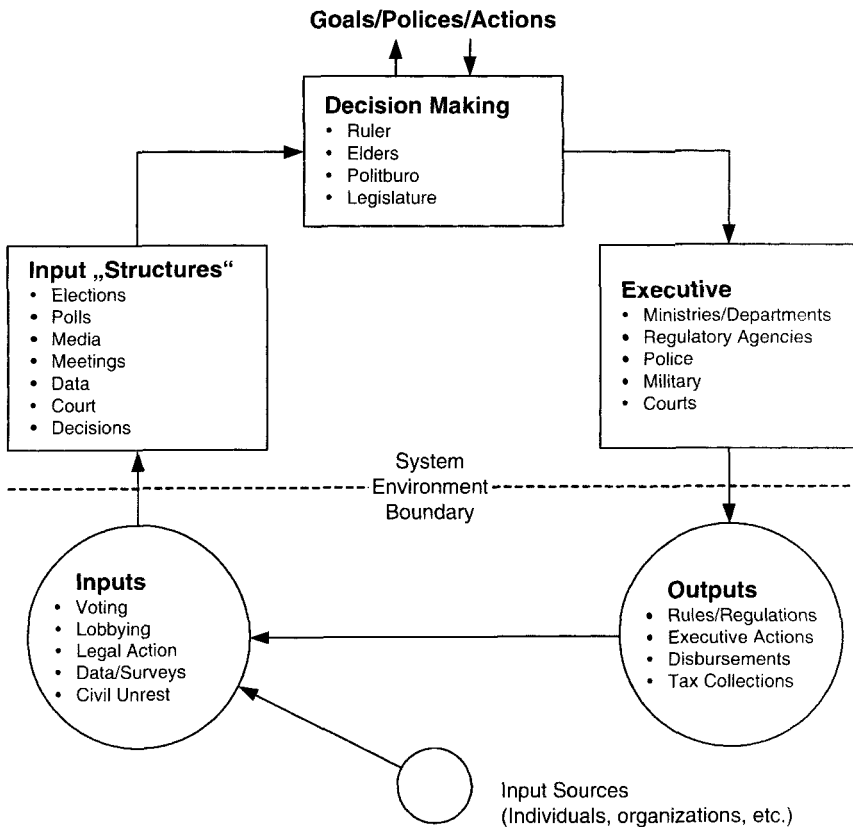 Goals/Polices/Actions
Decision Making
• Ruler
• Elders
• Politburo
• Legislature
Input „Structures“
• Elections
• Polls
• Media
• Meetings
• Data
• Court
• Decisions
Executive
• Ministries/Departments
• Regulatory Agencies
• Police
• Military
• Courts
System
Environment
Boundary
Inputs
• Voting
• Lobbying
• Legal Action
• Data/Surveys
• Civil Unrest
Outputs
• Rules/Regulations
• Executive Actions
• Disbursements
• Tax Collections
Input Sources
(Individuals, organizations, etc.)